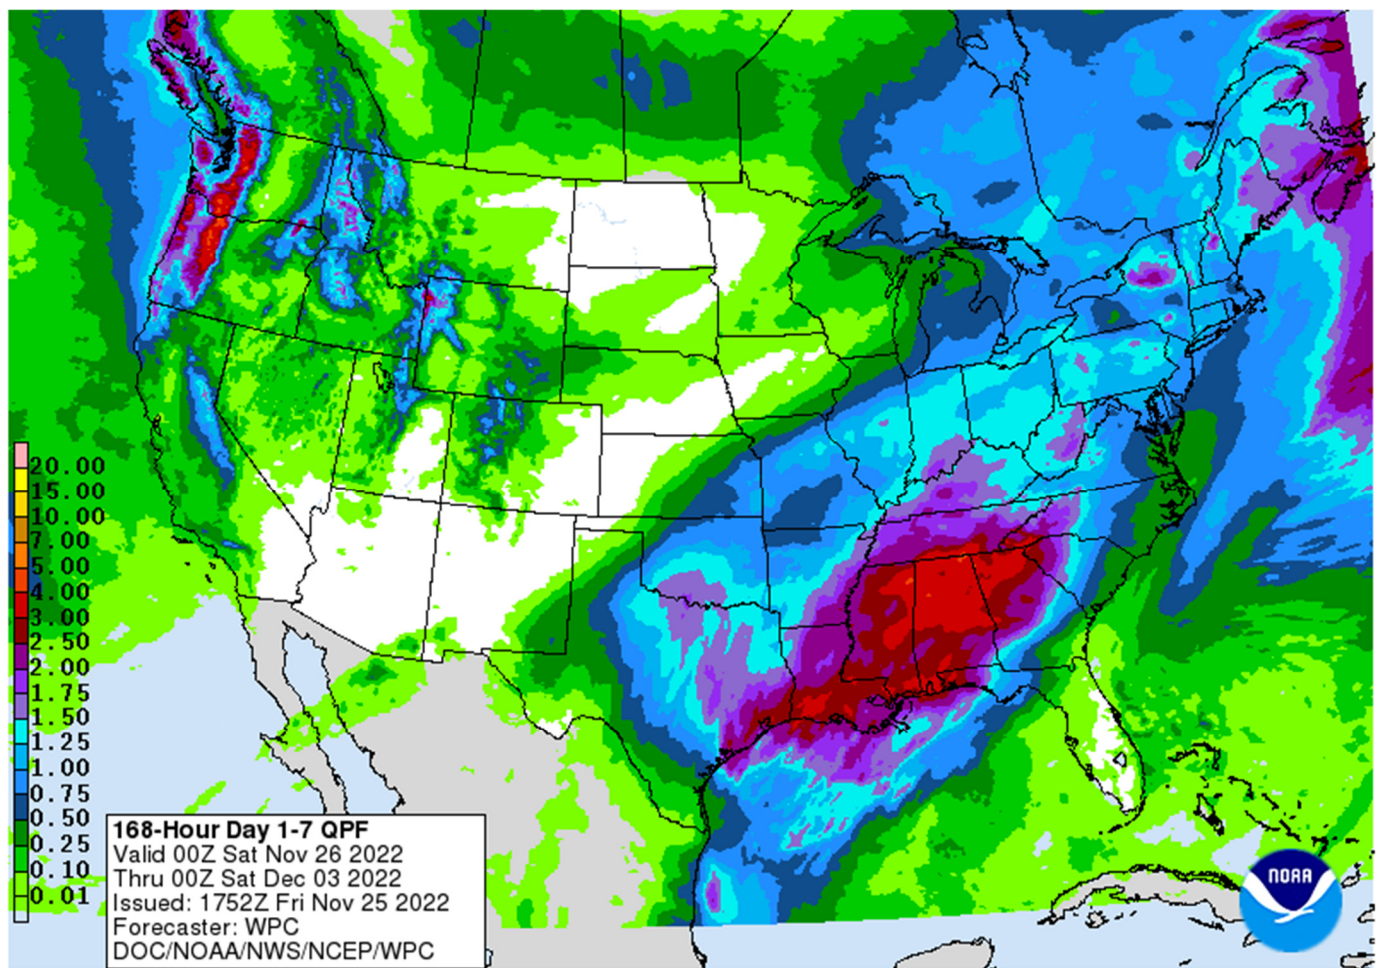 20.00
15.00
10.00
7.00
5.00
4.00
3.00
2.50
2.00
1.75
1.50
1.25
1.00
0.75
0.50
0.25
0.10
0.01
168-Hour Day 1-7 QPF
Valid 00Z Sat Nov 26 2022
Thru 00Z Sat Dec 03 2022
Issued: 1752Z Fri Nov 25 2022
Forecaster: WPC
DOC/NOAA/NWS/NCEP/WPC
NOAA